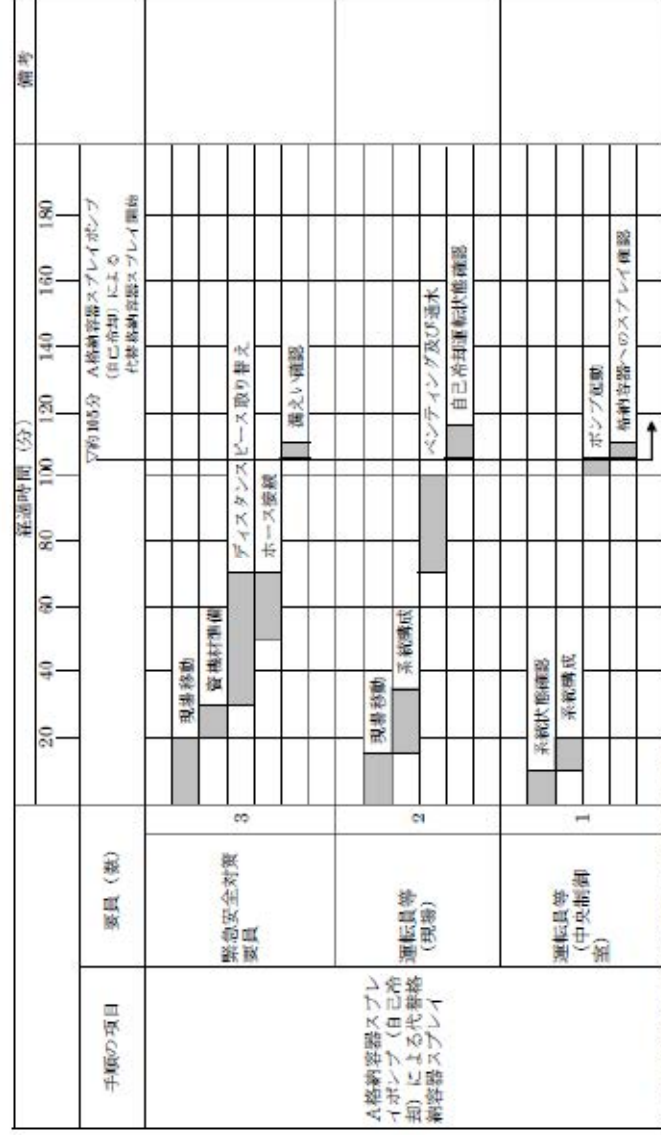 経過時間（分）
備考
手順の項目
要員（数）
20
40
60
80
100
120
140
160
180
▽約105分 A格納容器スプレイポンプ
（自己冷却）による
代替格納容器スプレイ開始
A格納容器スプレ
イポンプ（自己冷
却）による代替格
納容器スプレイ
緊急安全対策
要員
3
現場移動
資機材準備
ディスタンスピース取り替え
ホース接続
漏えい確認
運転員等
（現場）
2
現場移動
系統構成
ベンティング及び通水
自己冷却運転状態確認
運転員等
（中央制御
室）
1
系統状態確認
系統構成
ポンプ起動
格納容器へのスプレイ確認